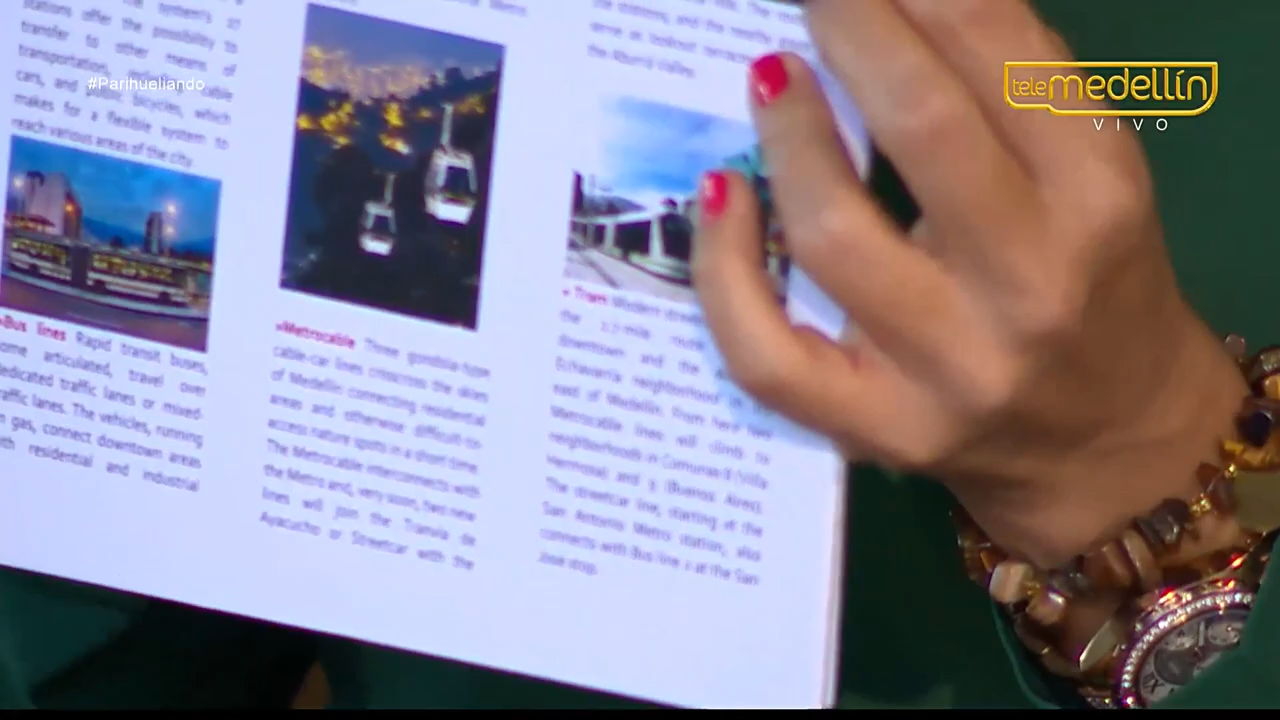 stations offer the possibility to
transfer to other means of
transportation,
cars, and public bicycles, which
makes for a flexible system to
reach various areas of the city
»Bus lines Rapid transit buses,
some articulated, travel over
dedicated traffic lanes or mixed-
traffic lanes. The vehicles, running
on gas, connect downtown areas
with residential and industrial
»Metrocable Three gondola-type
cable-car lines crisscross the skies
of Medellín connecting residential
areas and otherwise difficult-to-
access nature spots in a short time.
The Metrocable interconnects with
the Metro and, very soon, two new
lines will join the Tranvía de
Ayacucho or Streetcar with the
serve as lookout
the Aburrá Valley.
» Tram Modern
the 2.7-mile
downtown and the
Echavarría neighborhood in
east of Medellín. From here two
Metrocable lines will climb to
neighborhoods in Comunas 8 (Villa
Hermosa) and 9 (Buenos Aires).
The streetcar line, starting at the
San Antonio Metro station, also
connects with Bus line 2 at the San
José stop.
#Parihueliando
telemedellín
VIVO